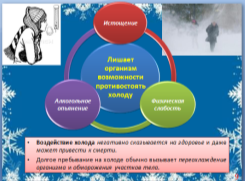 Истощение
Лишает
организм
возможности
противостоять
холоду
Алкогольное
опьянение
Физическая
слабость
• Воздействие холода негативно сказывается на здоровье и даже
может привести к смерти.
• Долгое пребывание на холоде обычно вызывает переохлаждение
организма и обморожения участков тела.